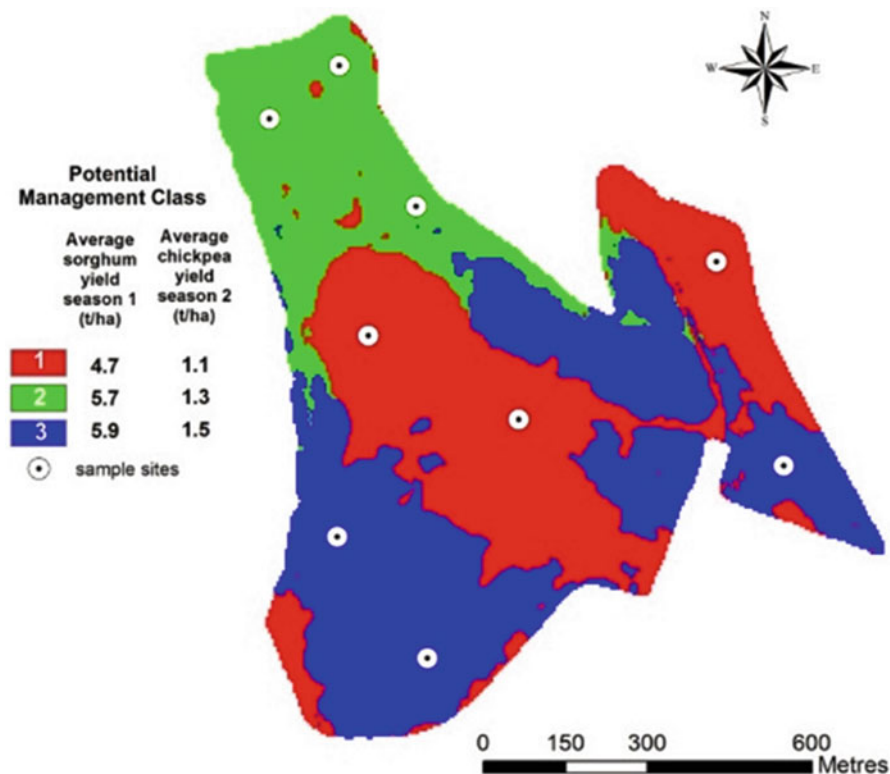 N
W E
S
Potential
Management Class
Average Average
sorghum chickpea
yield yield
season 1 season 2
(t/ha) (t/ha)
1 4.7 1.1
2 5.7 1.3
3 5.9 1.5
sample sites
0 150 300 600
Metres